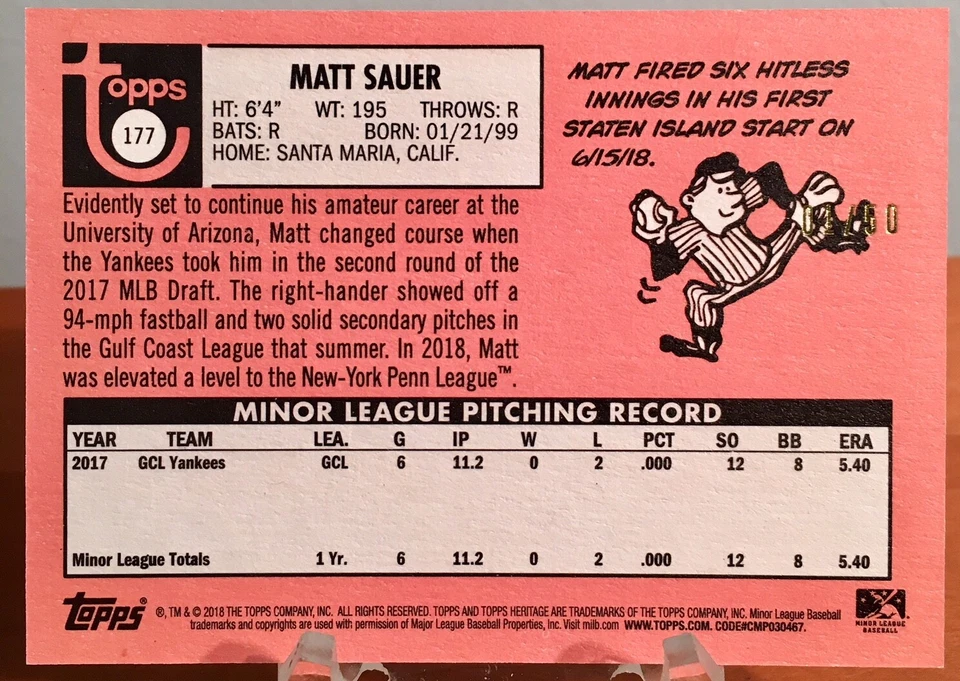 topps
177
MATT SAUER
HT: 6'4" WT: 195 THROWS: R
BATS: R BORN: 01/21/99
HOME: SANTA MARIA, CALIF.
MATT FIRED SIX HITLESS
INNINGS IN HIS FIRST
STATEN ISLAND START ON
6/15/18.
Evidently set to continue his amateur career at the
University of Arizona, Matt changed course when
the Yankees took him in the second round of the
2017 MLB Draft. The right-hander showed off a
94-mph fastball and two solid secondary pitches in
the Gulf Coast League that summer. In 2018, Matt
was elevated a level to the New-York Penn League™.
MINOR LEAGUE PITCHING RECORD
YEAR TEAM LEA. G IP W L PCT SO BB ERA
2017 GCL Yankees GCL 6 11.2 0 2 .000 12 8 5.40
Minor League Totals 1 Yr. 6 11.2 0 2 .000 12 8 5.40
topps® ®, TM & © 2018 THE TOPPS COMPANY, INC. ALL RIGHTS RESERVED. TOPPS AND TOPPS HERITAGE ARE TRADEMARKS OF THE TOPPS COMPANY, INC. Minor League Baseball
trademarks and copyrights are used with permission of Major League Baseball Properties, Inc. Visit milb.com WWW.TOPPS.COM. CODE#CMP030467.
MINOR LEAGUE
BASEBALL